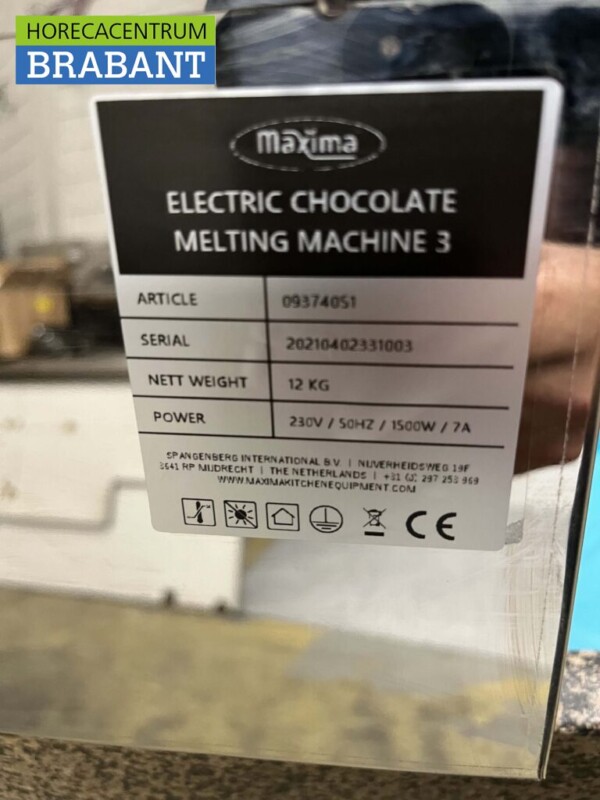 HORECACENTRUM
BRABANT
Maxima
ELECTRIC CHOCOLATE
MELTING MACHINE 3
ARTICLE 09374051
SERIAL 20210402331003
NETT WEIGHT 12 KG
POWER 230V / 50HZ / 1500W / 7A
SPANGENBERG INTERNATIONAL B.V. | NIJVERHEIDSWEG 19F
3641 RP MIJDRECHT | THE NETHERLANDS | +31 (0) 297 253 969
WWW.MAXIMAKITCHENEQUIPMENT.COM
CE